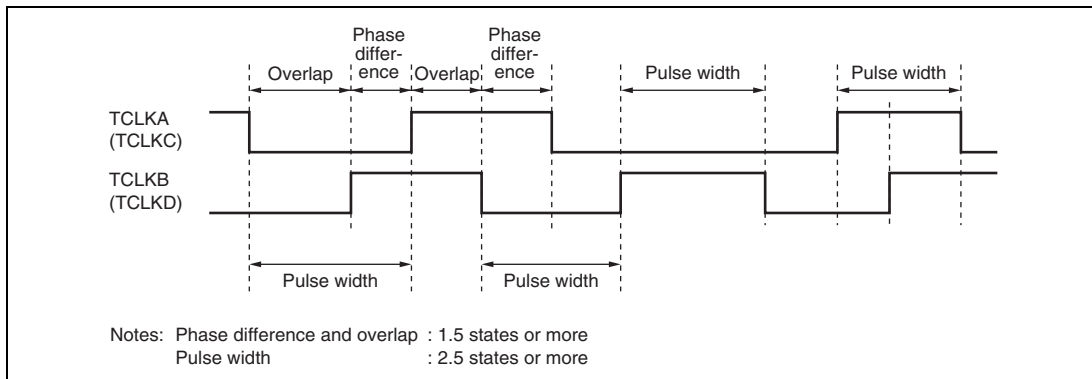 Phase
differ-
ence
Phase
differ-
ence
Overlap
Overlap
Pulse width
Pulse width
TCLKA
(TCLKC)
TCLKB
(TCLKD)
Pulse width
Pulse width
Notes: Phase difference and overlap : 1.5 states or more
Pulse width : 2.5 states or more